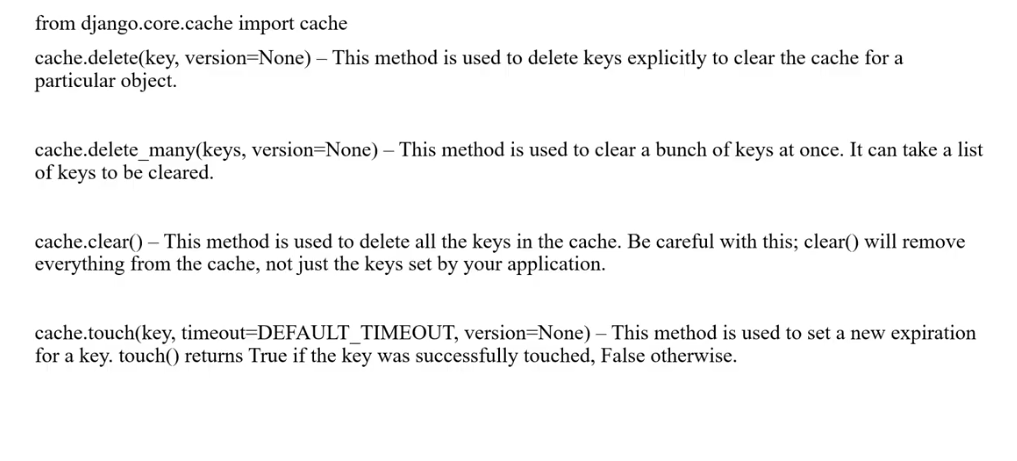 from django.core.cache import cache
cache.delete(key, version=None) – This method is used to delete keys explicitly to clear the cache for a
particular object.
cache.delete_many(keys, version=None) – This method is used to clear a bunch of keys at once. It can take a list
of keys to be cleared.
cache.clear() – This method is used to delete all the keys in the cache. Be careful with this; clear() will remove
everything from the cache, not just the keys set by your application.
cache.touch(key, timeout=DEFAULT_TIMEOUT, version=None) – This method is used to set a new expiration
for a key. touch() returns True if the key was successfully touched, False otherwise.